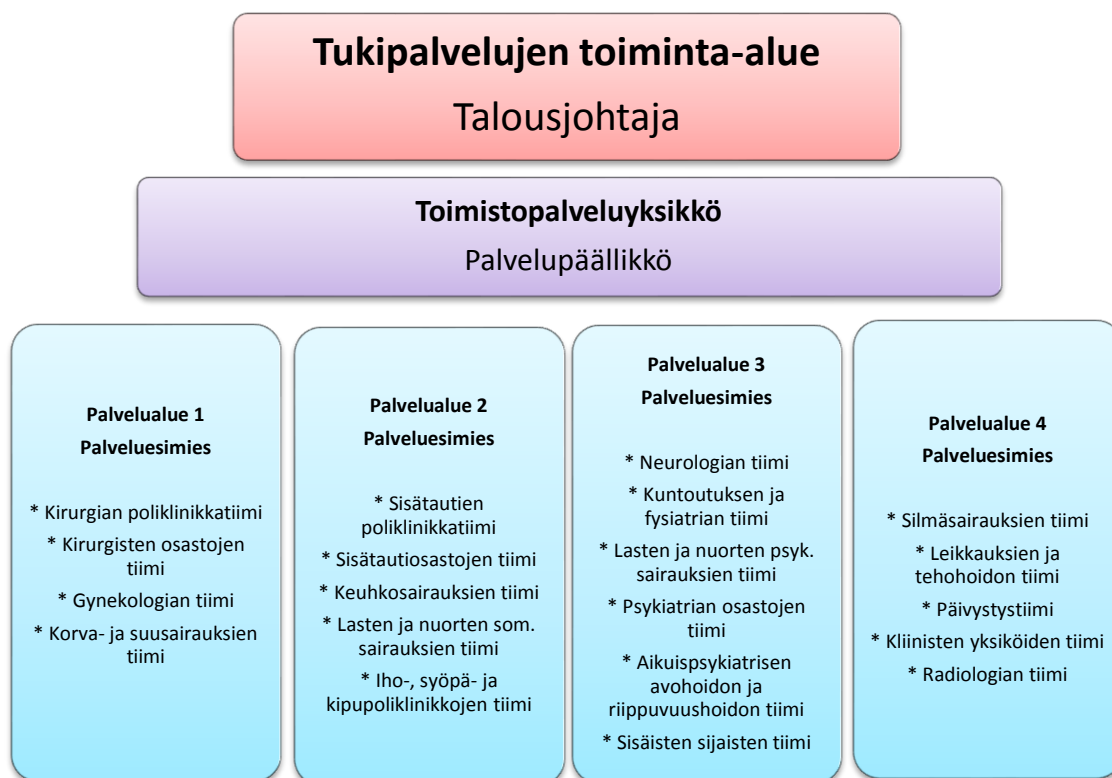 Tukipalvelujen toiminta-alue
Talousjohtaja
Toimistopalveluyksikkö
Palvelupäällikkö
Palvelualue 1
Palveluesimies
* Kirurgian poliklinikkatiimi
* Kirurgisten osastojen
tiimi
* Gynekologian tiimi
* Korva- ja suusairauksien
tiimi
Palvelualue 2
Palveluesimies
* Sisätautien
poliklinikkatiimi
* Sisätautiosastojen tiimi
* Keuhkosairauksien tiimi
* Lasten ja nuorten som.
sairauksien tiimi
* Iho-, syöpä- ja
kipupoliklinikkojen tiimi
Palvelualue 3
Palveluesimies
* Neurologian tiimi
* Kuntoutuksen ja
fysiatrian tiimi
* Lasten ja nuorten psyk.
sairauksien tiimi
* Psykiatrian osastojen
tiimi
* Aikuispsykiatrisen
avohoidon ja
riippuvuushoidon tiimi
* Sisäisten sijaisten tiimi
Palvelualue 4
Palveluesimies
* Silmäsairauksien tiimi
* Leikkauksien ja
tehohoidon tiimi
* Päivystystiimi
* Kliinisten yksiköiden tiimi
* Radiologian tiimi